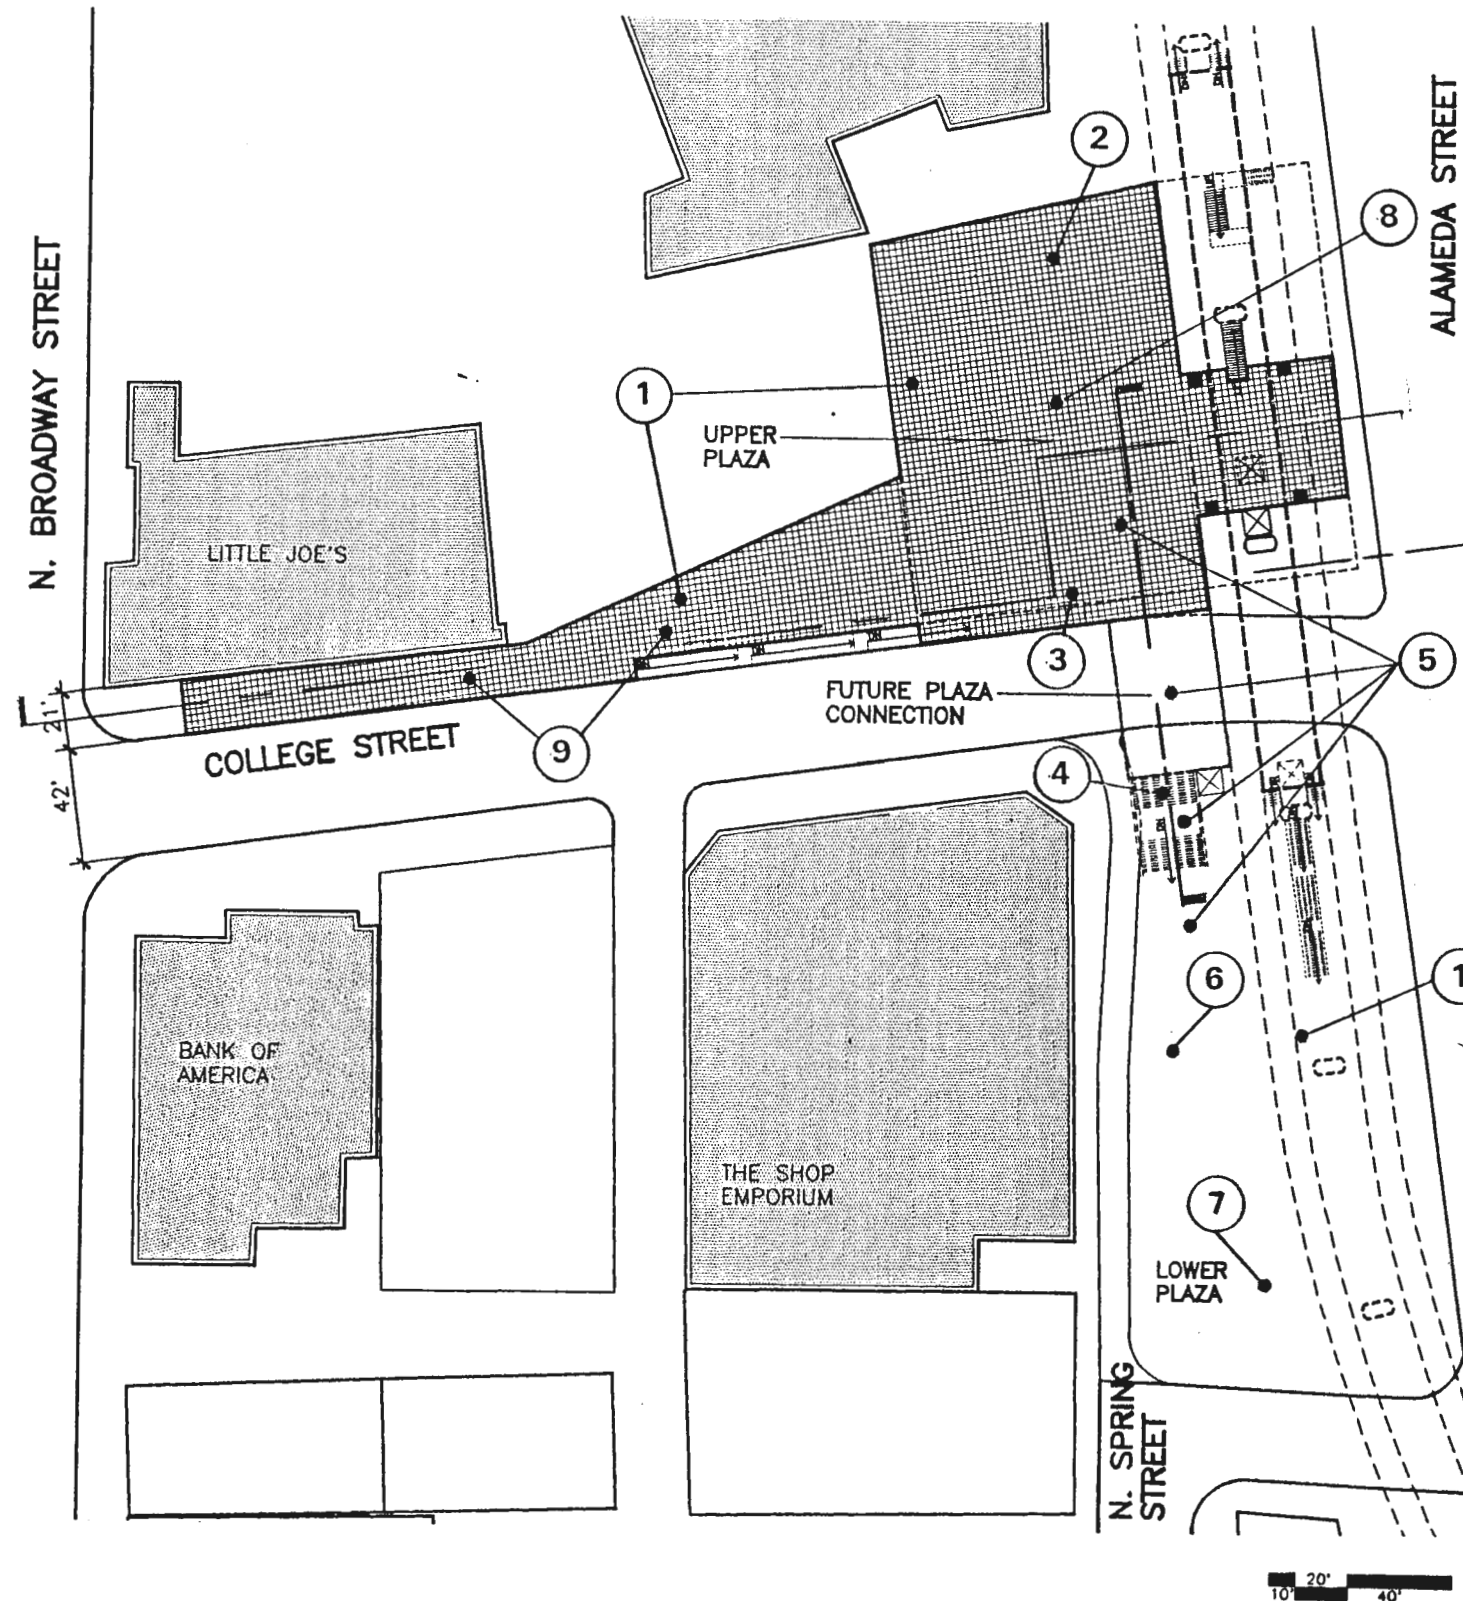 2
8
ALAMEDA STREET
N. BROADWAY STREET
1
UPPER
PLAZA
LITTLE JOE'S
3
5
FUTURE PLAZA
CONNECTION
21'
COLLEGE STREET
9
4
42'
6
1
BANK OF
AMERICA
THE SHOP
EMPORIUM
7
LOWER
PLAZA
N. SPRING
STREET
20'
10'
40'